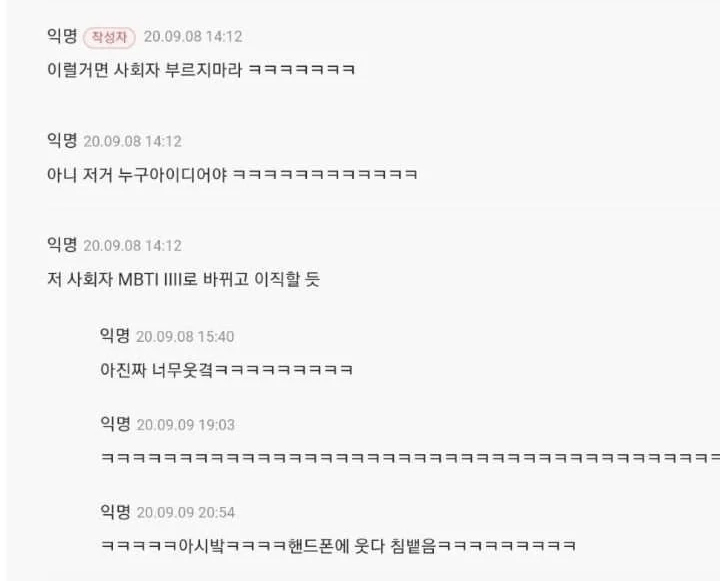 익명 작성자 20.09.08 14:12
이럴거면 사회자 부르지마라 ㅋㅋㅋㅋㅋㅋㅋ
익명 20.09.08 14:12
아니 저거 누구아이디어야 ㅋㅋㅋㅋㅋㅋㅋㅋㅋㅋㅋㅋ
익명 20.09.08 14:12
저 사회자 MBTI IIII로 바뀌고 이직할 듯
익명 20.09.08 15:40
아진짜 너무웃겤ㅋㅋㅋㅋㅋㅋㅋㅋㅋ
익명 20.09.09 19:03
ㅋㅋㅋㅋㅋㅋㅋㅋㅋㅋㅋㅋㅋㅋㅋㅋㅋㅋㅋㅋㅋㅋㅋㅋㅋㅋㅋㅋㅋㅋㅋㅋㅋㅋㅋㅋㅋㅋㅋㅋ
익명 20.09.09 20:54
ㅋㅋㅋㅋㅋ아시밬ㅋㅋㅋㅋ핸드폰에 웃다 침뱉음ㅋㅋㅋㅋㅋㅋㅋㅋㅋ